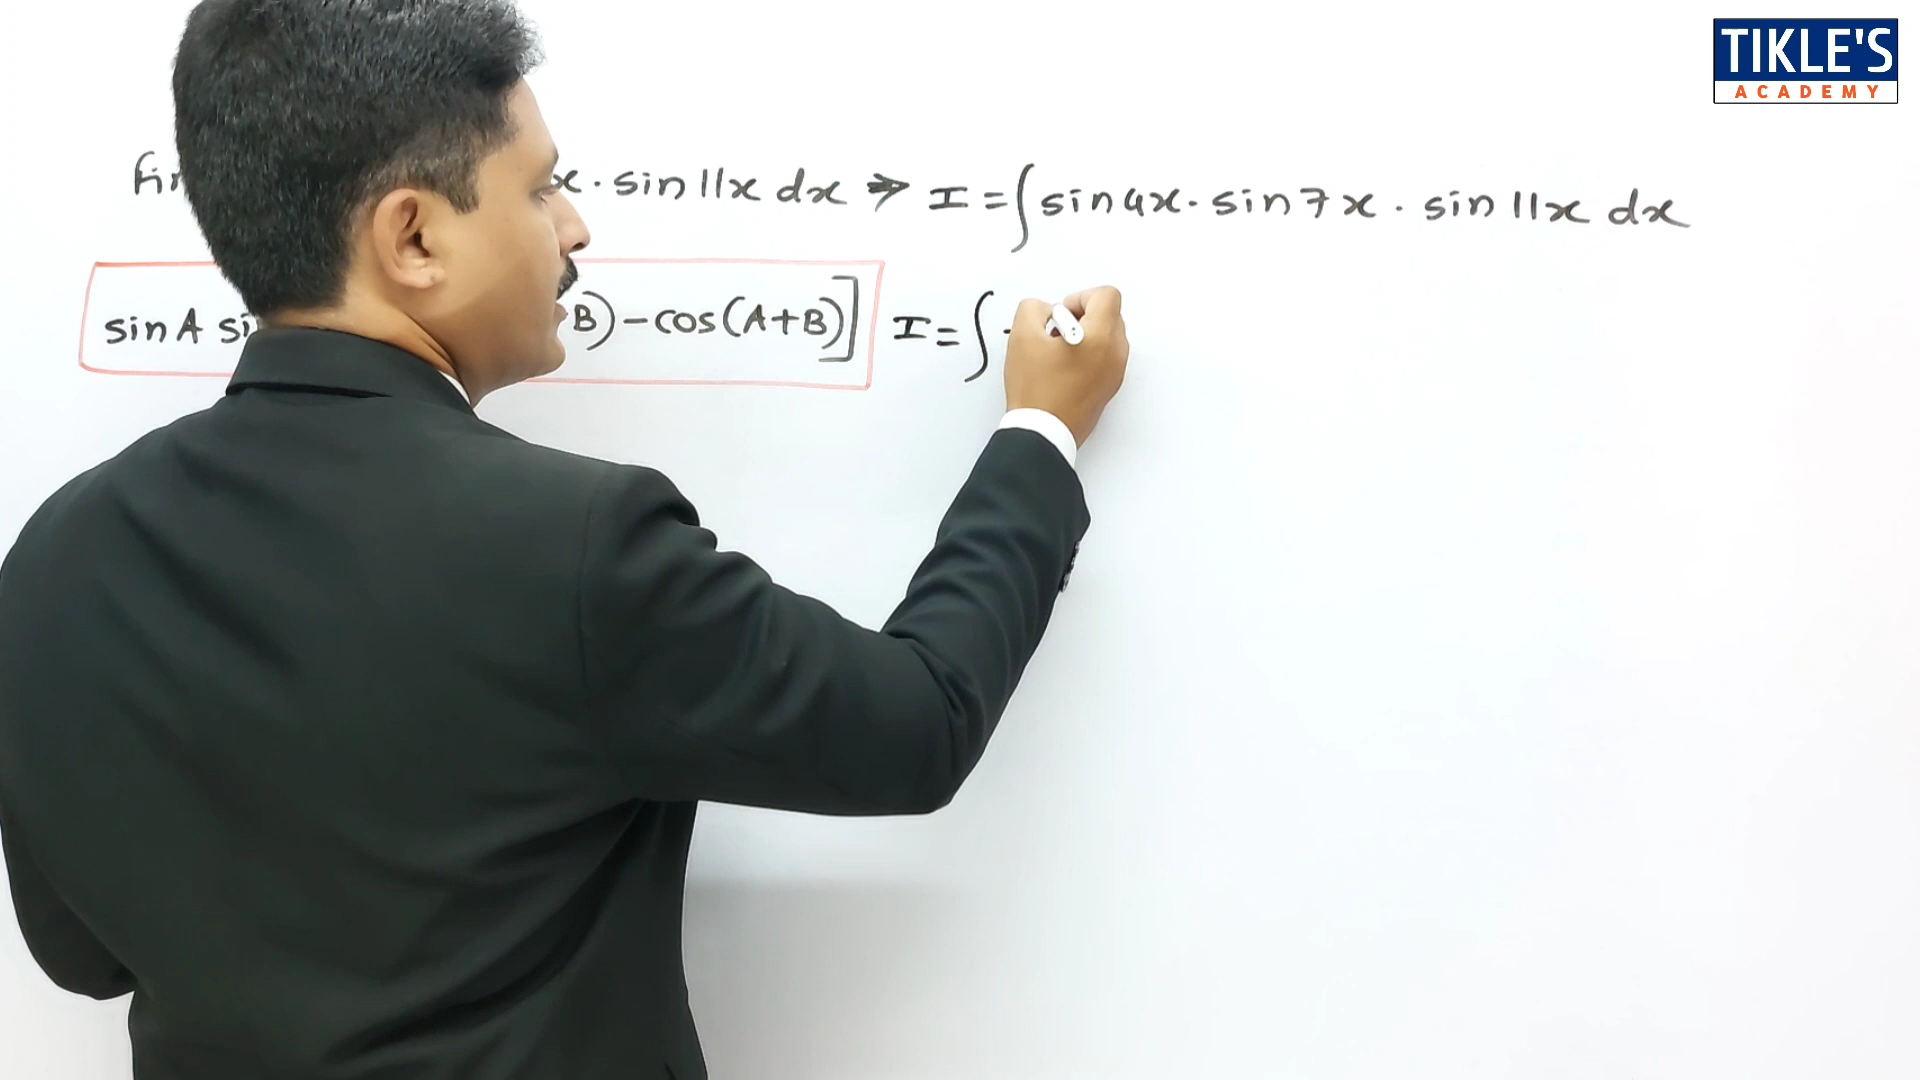 TIKLE'S
ACADEMY
x · sin 11x dx ⇒ I = ∫ sin 4x · sin 7x · sin 11x dx
sin A B) − cos(A+B)] I = ∫